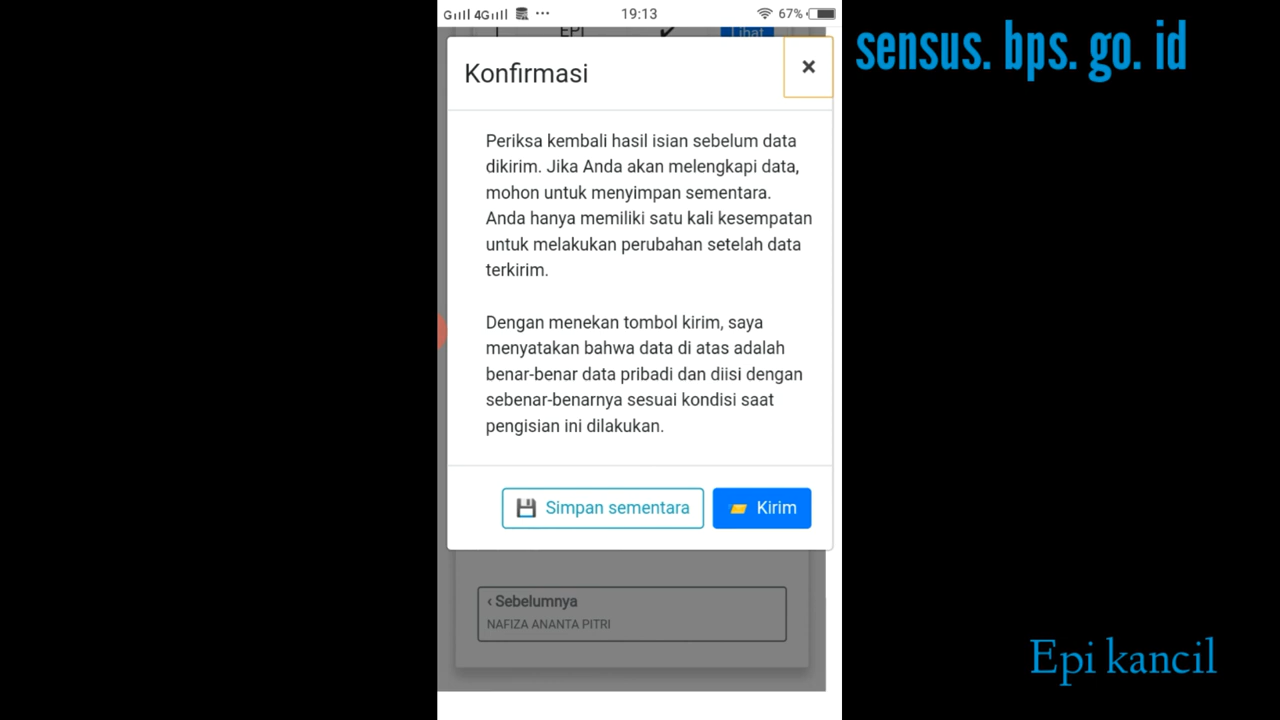 4G
19:13
67%
EPI
Lihat
sensus. bps. go. id
Konfirmasi
×
Periksa kembali hasil isian sebelum data
dikirim. Jika Anda akan melengkapi data,
mohon untuk menyimpan sementara.
Anda hanya memiliki satu kali kesempatan
untuk melakukan perubahan setelah data
terkirim.
Dengan menekan tombol kirim, saya
menyatakan bahwa data di atas adalah
benar-benar data pribadi dan diisi dengan
sebenar-benarnya sesuai kondisi saat
pengisian ini dilakukan.
Simpan sementara
Kirim
‹ Sebelumnya
NAFIZA ANANTA PITRI
Epi kancil